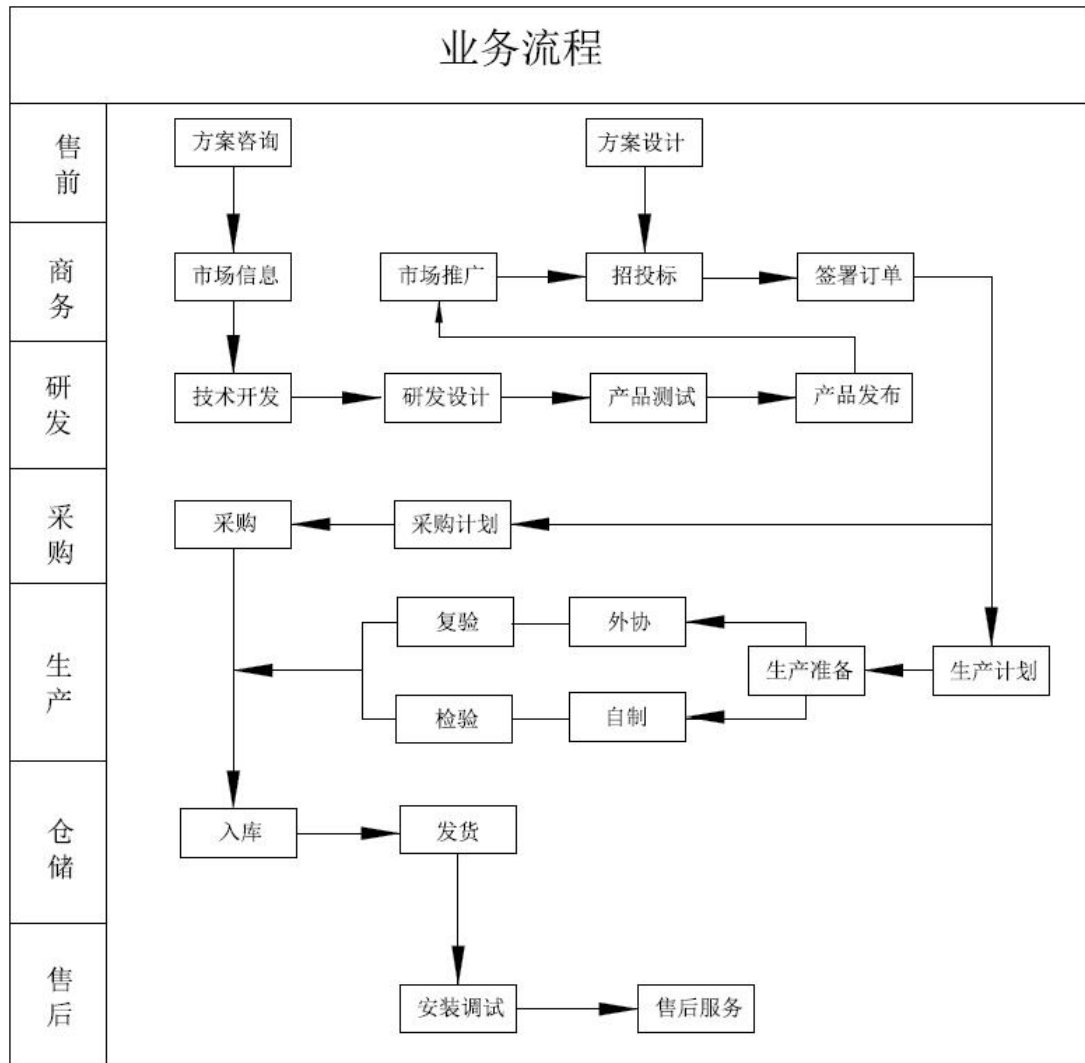 业务流程
售前
方案咨询
方案设计
商务
市场信息
市场推广
招投标
签署订单
研发
技术开发
研发设计
产品测试
产品发布
采购
采购
采购计划
生产
复验
外协
生产准备
生产计划
检验
自制
仓储
入库
发货
售后
安装调试
售后服务